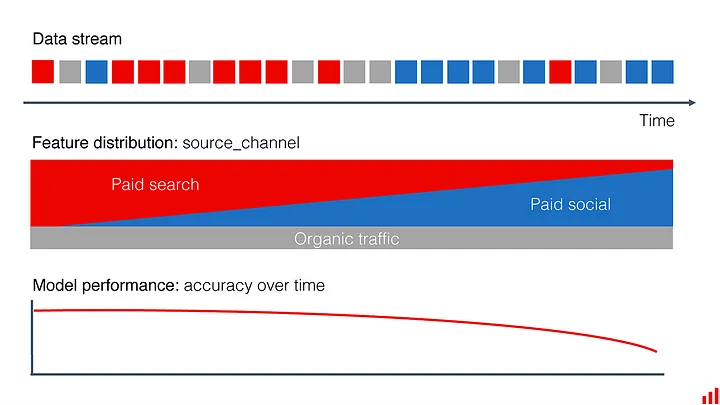 Data stream
Time
Feature distribution: source_channel
Paid search
Paid social
Organic traffic
Model performance: accuracy over time